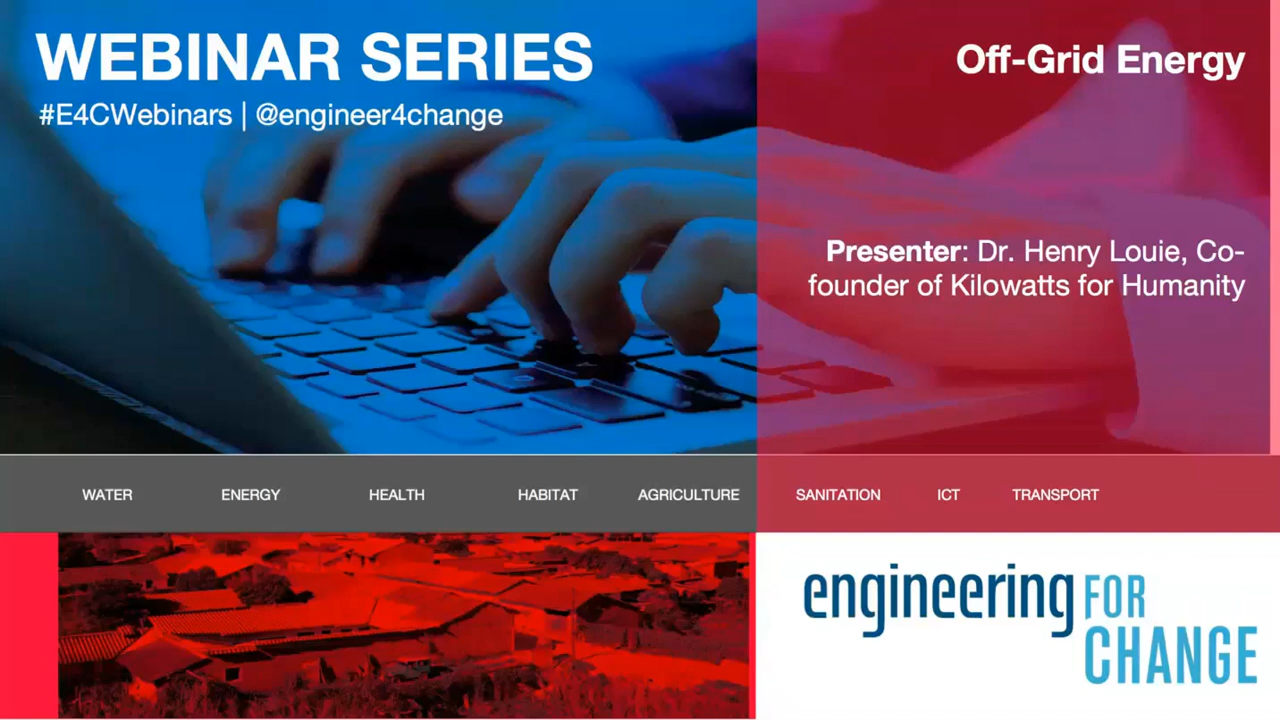 WEBINAR SERIES
#E4CWebinars | @engineer4change
Off-Grid Energy
Presenter: Dr. Henry Louie, Co-
founder of Kilowatts for Humanity
WATER ENERGY HEALTH HABITAT AGRICULTURE SANITATION ICT TRANSPORT
engineering FOR
CHANGE